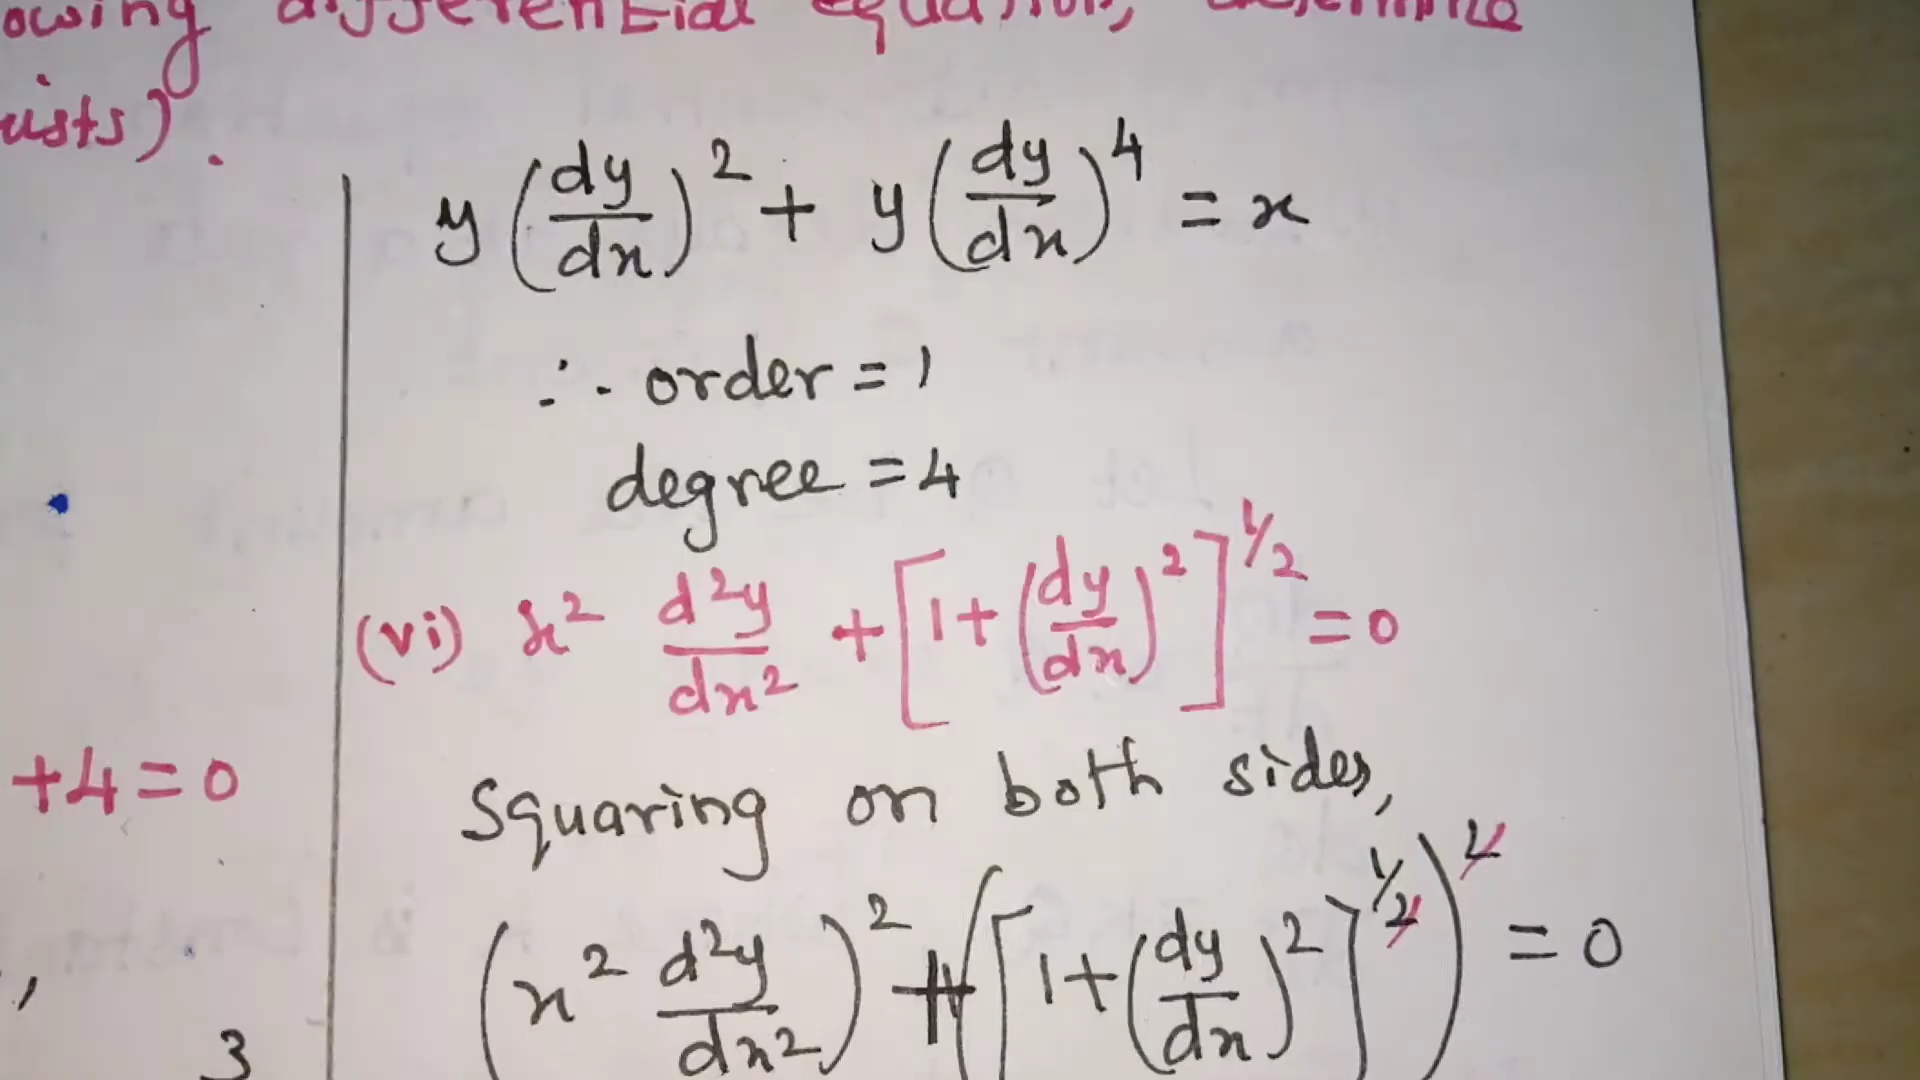 owing differential equation, determine
xists).
y(dy/dx)² + y(dy/dx)⁴ = x
∴ order = 1
degree = 4
(vi) x² d²y/dx² + [1+(dy/dx)²]^1/2 = 0
+4=0
Squaring on both sides,
(x² d²y/dx²)² + ([1+(dy/dx)²]^1/2)² = 0
,
3